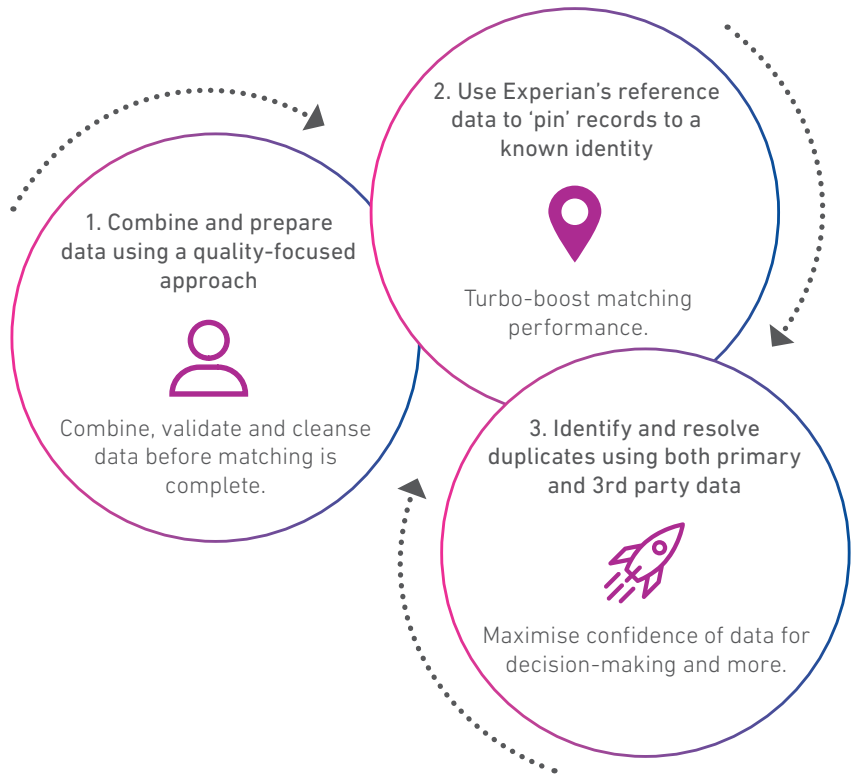 1. Combine and prepare
data using a quality-focused
approach
Combine, validate and cleanse
data before matching is
complete.
2. Use Experian’s reference
data to ‘pin’ records to a
known identity
Turbo-boost matching
performance.
3. Identify and resolve
duplicates using both primary
and 3rd party data
Maximise confidence of data for
decision-making and more.